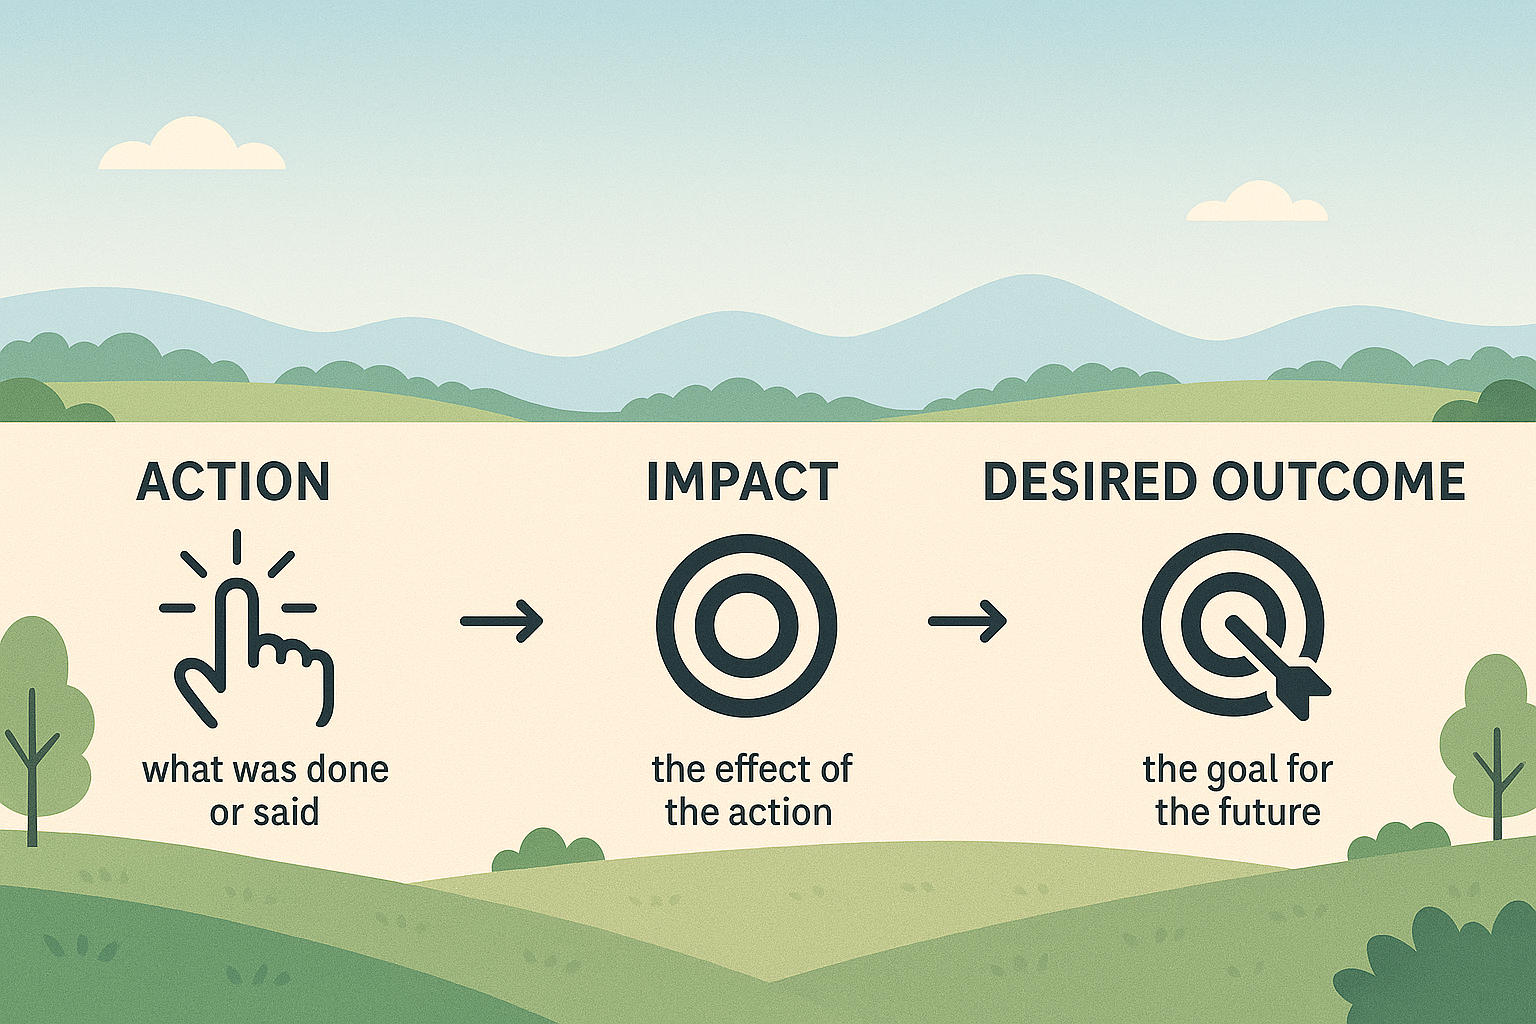 ACTION
what was done
or said
IMPACT
the effect of
the action
DESIRED OUTCOME
the goal for
the future